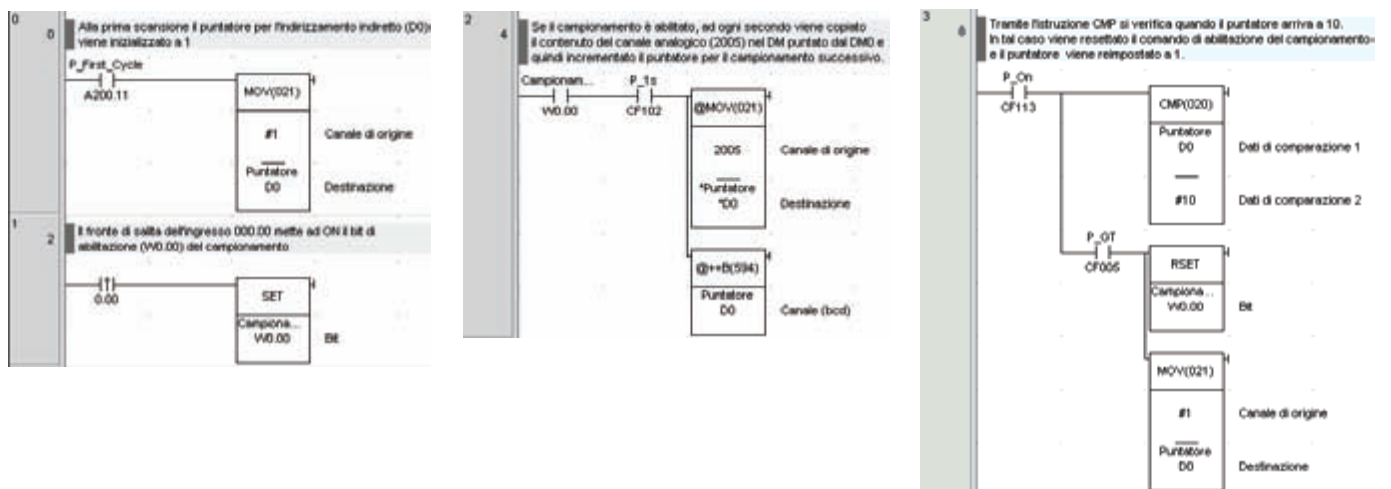 0
0
Alla prima scansione il puntatore per l'indirizzamento indiretto (D0)
viene inizializzato a 1
P_First_Cycle
A200.11
MOV(021)
#1
Canale di origine
Puntatore
D0
Destinazione
1
2
Il fronte di salita dell'ingresso 000.00 mette ad ON il bit di
abilitazione (W0.00) del campionamento
0.00
SET
Campiona...
W0.00
Bit
2
4
Se il campionamento è abilitato, ad ogni secondo viene copiato
il contenuto del canale analogico (2005) nel DM puntato dal DM0 e
quindi incrementato il puntatore per il campionamento successivo.
Campionam...
W0.00
P_1s
CF102
@MOV(021)
2005
Canale di origine
*Puntatore
*D0
Destinazione
@++B(594)
Puntatore
D0
Canale (bcd)
3
8
Tramite l'istruzione CMP si verifica quando il puntatore arriva a 10.
In tal caso viene resettato il comando di abilitazione del campionamento
e il puntatore viene reimpostato a 1.
P_On
CF113
CMP(020)
Puntatore
D0
Dati di comparazione 1
#10
Dati di comparazione 2
P_GT
CF005
RSET
Campiona...
W0.00
Bit
MOV(021)
#1
Canale di origine
Puntatore
D0
Destinazione